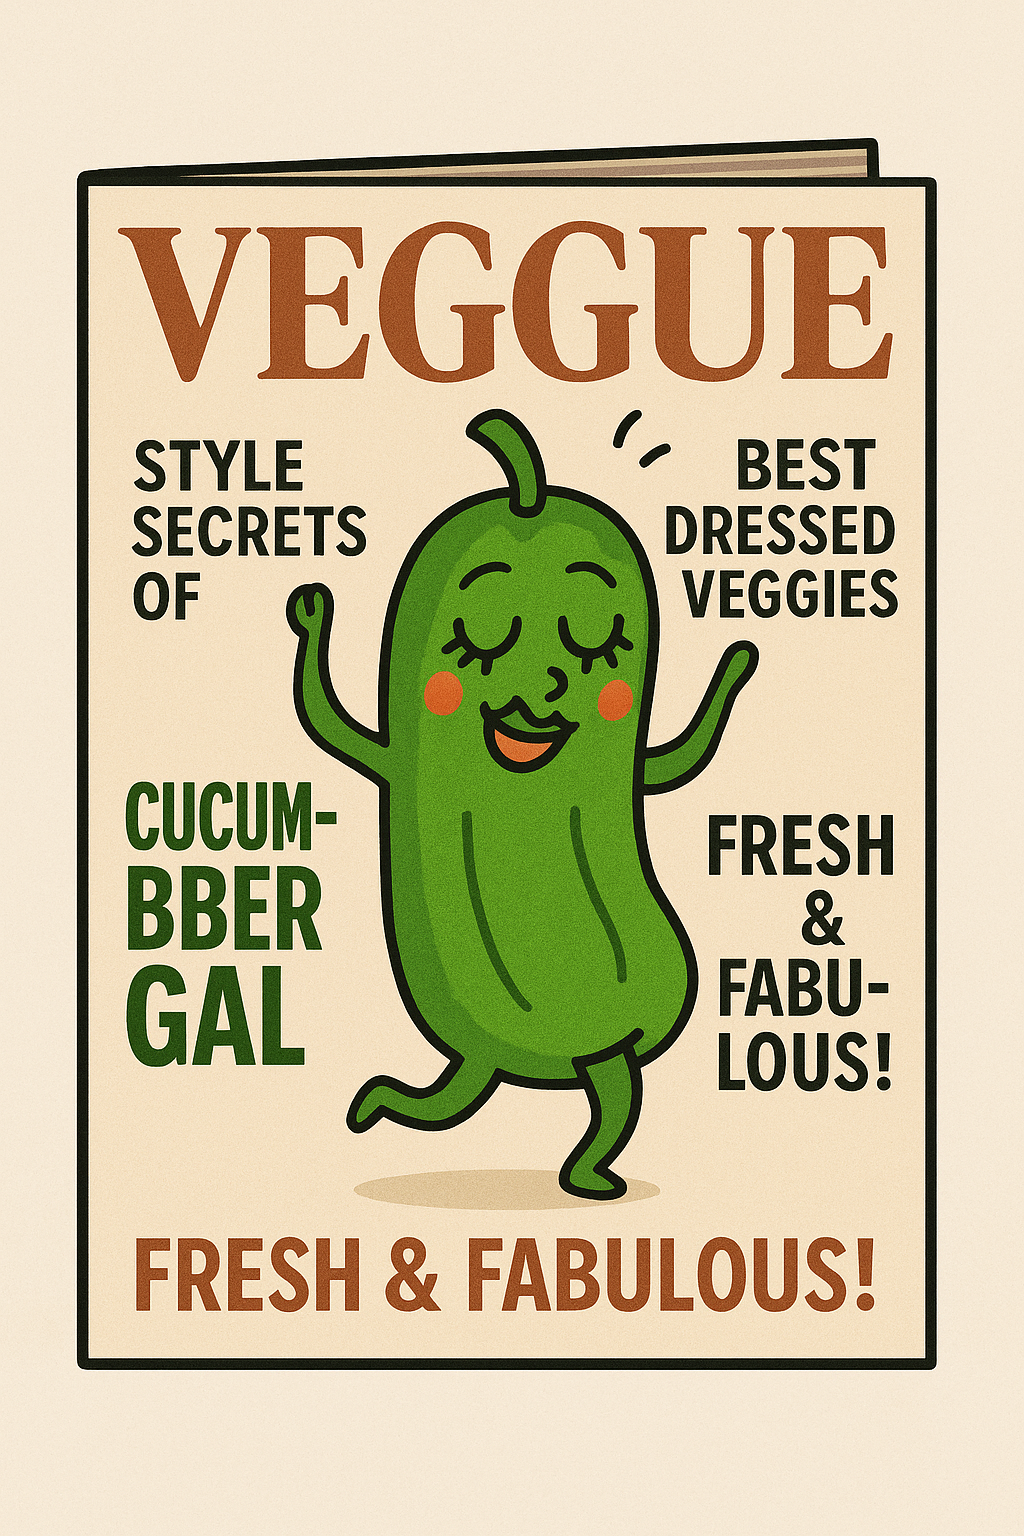 VEGGUE
STYLE
SECRETS
OF
CUCUM-
BBER
GAL
BEST
DRESSED
VEGGIES
FRESH
&
FABU-
LOUS!
FRESH & FABULOUS!